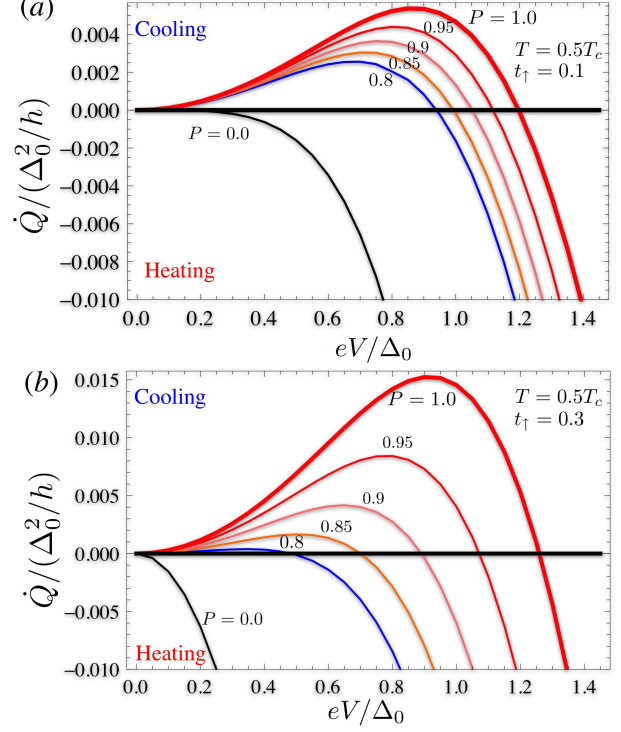 (a)
Cooling
P = 1.0
0.95
0.9
0.85
0.8
T = 0.5T_c
t_↑ = 0.1
P = 0.0
Heating
0.004
0.002
0.000
−0.002
−0.004
−0.006
−0.008
−0.010
Q̇/(Δ_0^2/h)
0.0 0.2 0.4 0.6 0.8 1.0 1.2 1.4
eV/Δ_0
(b)
Cooling
P = 1.0
0.95
0.9
0.85
0.8
T = 0.5T_c
t_↑ = 0.3
P = 0.0
Heating
0.015
0.010
0.005
0.000
−0.005
−0.010
Q̇/(Δ_0^2/h)
0.0 0.2 0.4 0.6 0.8 1.0 1.2 1.4
eV/Δ_0